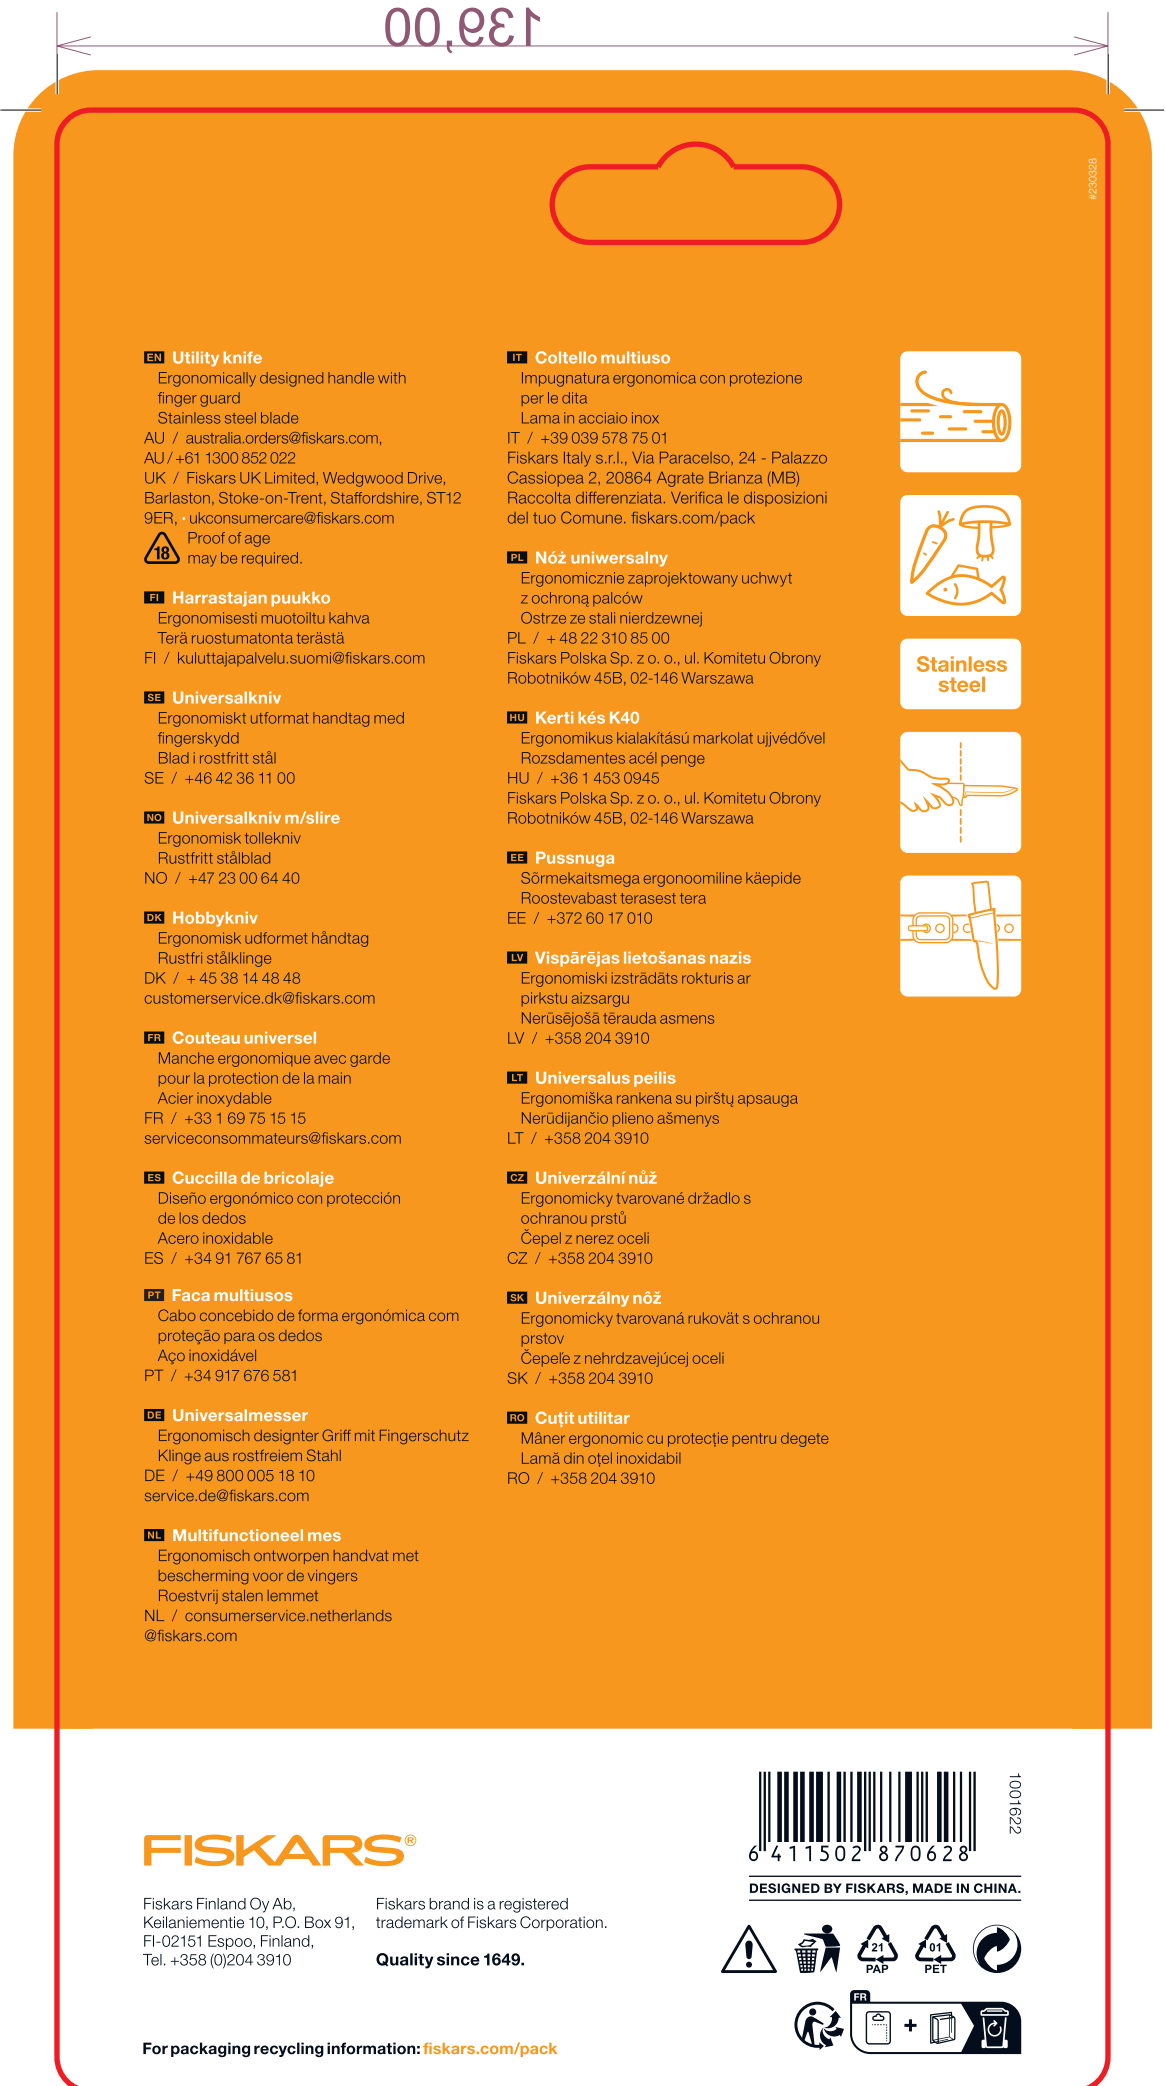 139,00
#230328
EN Utility knife
Ergonomically designed handle with
finger guard
Stainless steel blade
AU / australia.orders@fiskars.com,
AU / +61 1300 852 022
UK / Fiskars UK Limited, Wedgwood Drive,
Barlaston, Stoke-on-Trent, Staffordshire, ST12
9ER, • ukconsumercare@fiskars.com
18 Proof of age
may be required.
FI Harrastajan puukko
Ergonomisesti muotoiltu kahva
Terä ruostumatonta terästä
FI / kuluttajapalvelu.suomi@fiskars.com
SE Universalkniv
Ergonomiskt utformat handtag med
fingerskydd
Blad i rostfritt stål
SE / +46 42 36 11 00
NO Universalkniv m/slire
Ergonomisk tollekniv
Rustfritt stålblad
NO / +47 23 00 64 40
DK Hobbykniv
Ergonomisk udformet håndtag
Rustfri stålklinge
DK / + 45 38 14 48 48
customerservice.dk@fiskars.com
FR Couteau universel
Manche ergonomique avec garde
pour la protection de la main
Acier inoxydable
FR / +33 1 69 75 15 15
serviceconsommateurs@fiskars.com
ES Cuccilla de bricolaje
Diseño ergonómico con protección
de los dedos
Acero inoxidable
ES / +34 91 767 65 81
PT Faca multiusos
Cabo concebido de forma ergonómica com
proteção para os dedos
Aço inoxidável
PT / +34 917 676 581
DE Universalmesser
Ergonomisch designter Griff mit Fingerschutz
Klinge aus rostfreiem Stahl
DE / +49 800 005 18 10
service.de@fiskars.com
NL Multifunctioneel mes
Ergonomisch ontworpen handvat met
bescherming voor de vingers
Roestvrij stalen lemmet
NL / consumerservice.netherlands
@fiskars.com
IT Coltello multiuso
Impugnatura ergonomica con protezione
per le dita
Lama in acciaio inox
IT / +39 039 578 75 01
Fiskars Italy s.r.l., Via Paracelso, 24 - Palazzo
Cassiopea 2, 20864 Agrate Brianza (MB)
Raccolta differenziata. Verifica le disposizioni
del tuo Comune. fiskars.com/pack
PL Nóż uniwersalny
Ergonomicznie zaprojektowany uchwyt
z ochroną palców
Ostrze ze stali nierdzewnej
PL / + 48 22 310 85 00
Fiskars Polska Sp. z o. o., ul. Komitetu Obrony
Robotników 45B, 02-146 Warszawa
HU Kerti kés K40
Ergonomikus kialakítású markolat ujjvédővel
Rozsdamentes acél penge
HU / +36 1 453 0945
Fiskars Polska Sp. z o. o., ul. Komitetu Obrony
Robotników 45B, 02-146 Warszawa
EE Pussnuga
Sõrmekaitsmega ergonoomiline käepide
Roostevabast terasest tera
EE / +372 60 17 010
LV Vispārējas lietošanas nazis
Ergonomiski izstrādāts rokturis ar
pirkstu aizsargu
Nerūsējošā tērauda asmens
LV / +358 204 3910
LT Universalus peilis
Ergonomiška rankena su pirštų apsauga
Nerūdijančio plieno ašmenys
LT / +358 204 3910
CZ Univerzální nůž
Ergonomicky tvarované držadlo s
ochranou prstů
Čepel z nerez oceli
CZ / +358 204 3910
SK Univerzálny nôž
Ergonomicky tvarovaná rukovät s ochranou
prstov
Čepeľe z nehrdzavejúcej oceli
SK / +358 204 3910
RO Cuțit utilitar
Mâner ergonomic cu protecție pentru degete
Lamă din oțel inoxidabil
RO / +358 204 3910
Stainless
steel
FISKARS®
Fiskars Finland Oy Ab,
Keilaniementie 10, P.O. Box 91,
FI-02151 Espoo, Finland,
Tel. +358 (0)204 3910
Fiskars brand is a registered
trademark of Fiskars Corporation.
Quality since 1649.
For packaging recycling information: fiskars.com/pack
1001622
6 411502 870628
DESIGNED BY FISKARS, MADE IN CHINA.
21
PAP
01
PET
FR
+